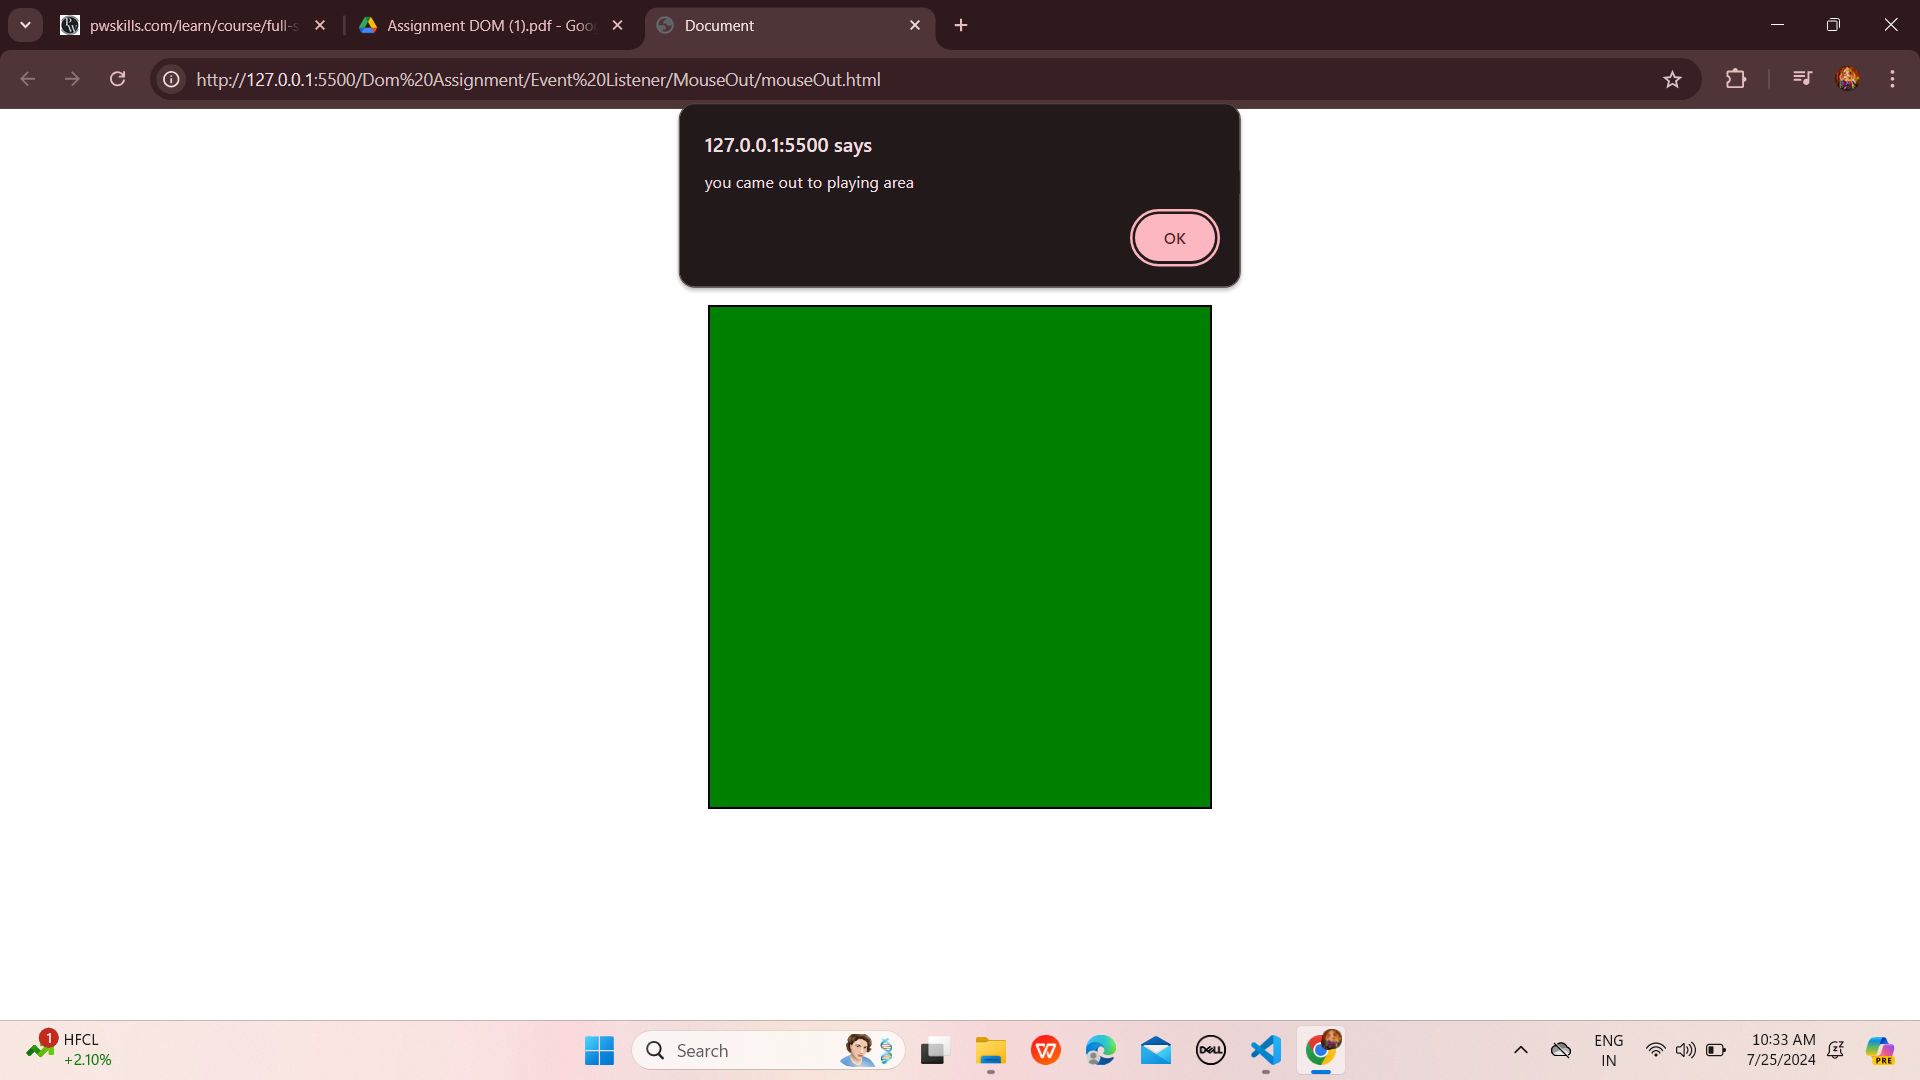 pwskills.com/learn/course/full-s
Assignment DOM (1).pdf - Goo
Document
http://127.0.0.1:5500/Dom%20Assignment/Event%20Listener/MouseOut/mouseOut.html
127.0.0.1:5500 says
you came out to playing area
OK
1
HFCL
+2.10%
Search
DELL
ENG
IN
10:33 AM
7/25/2024
PRE